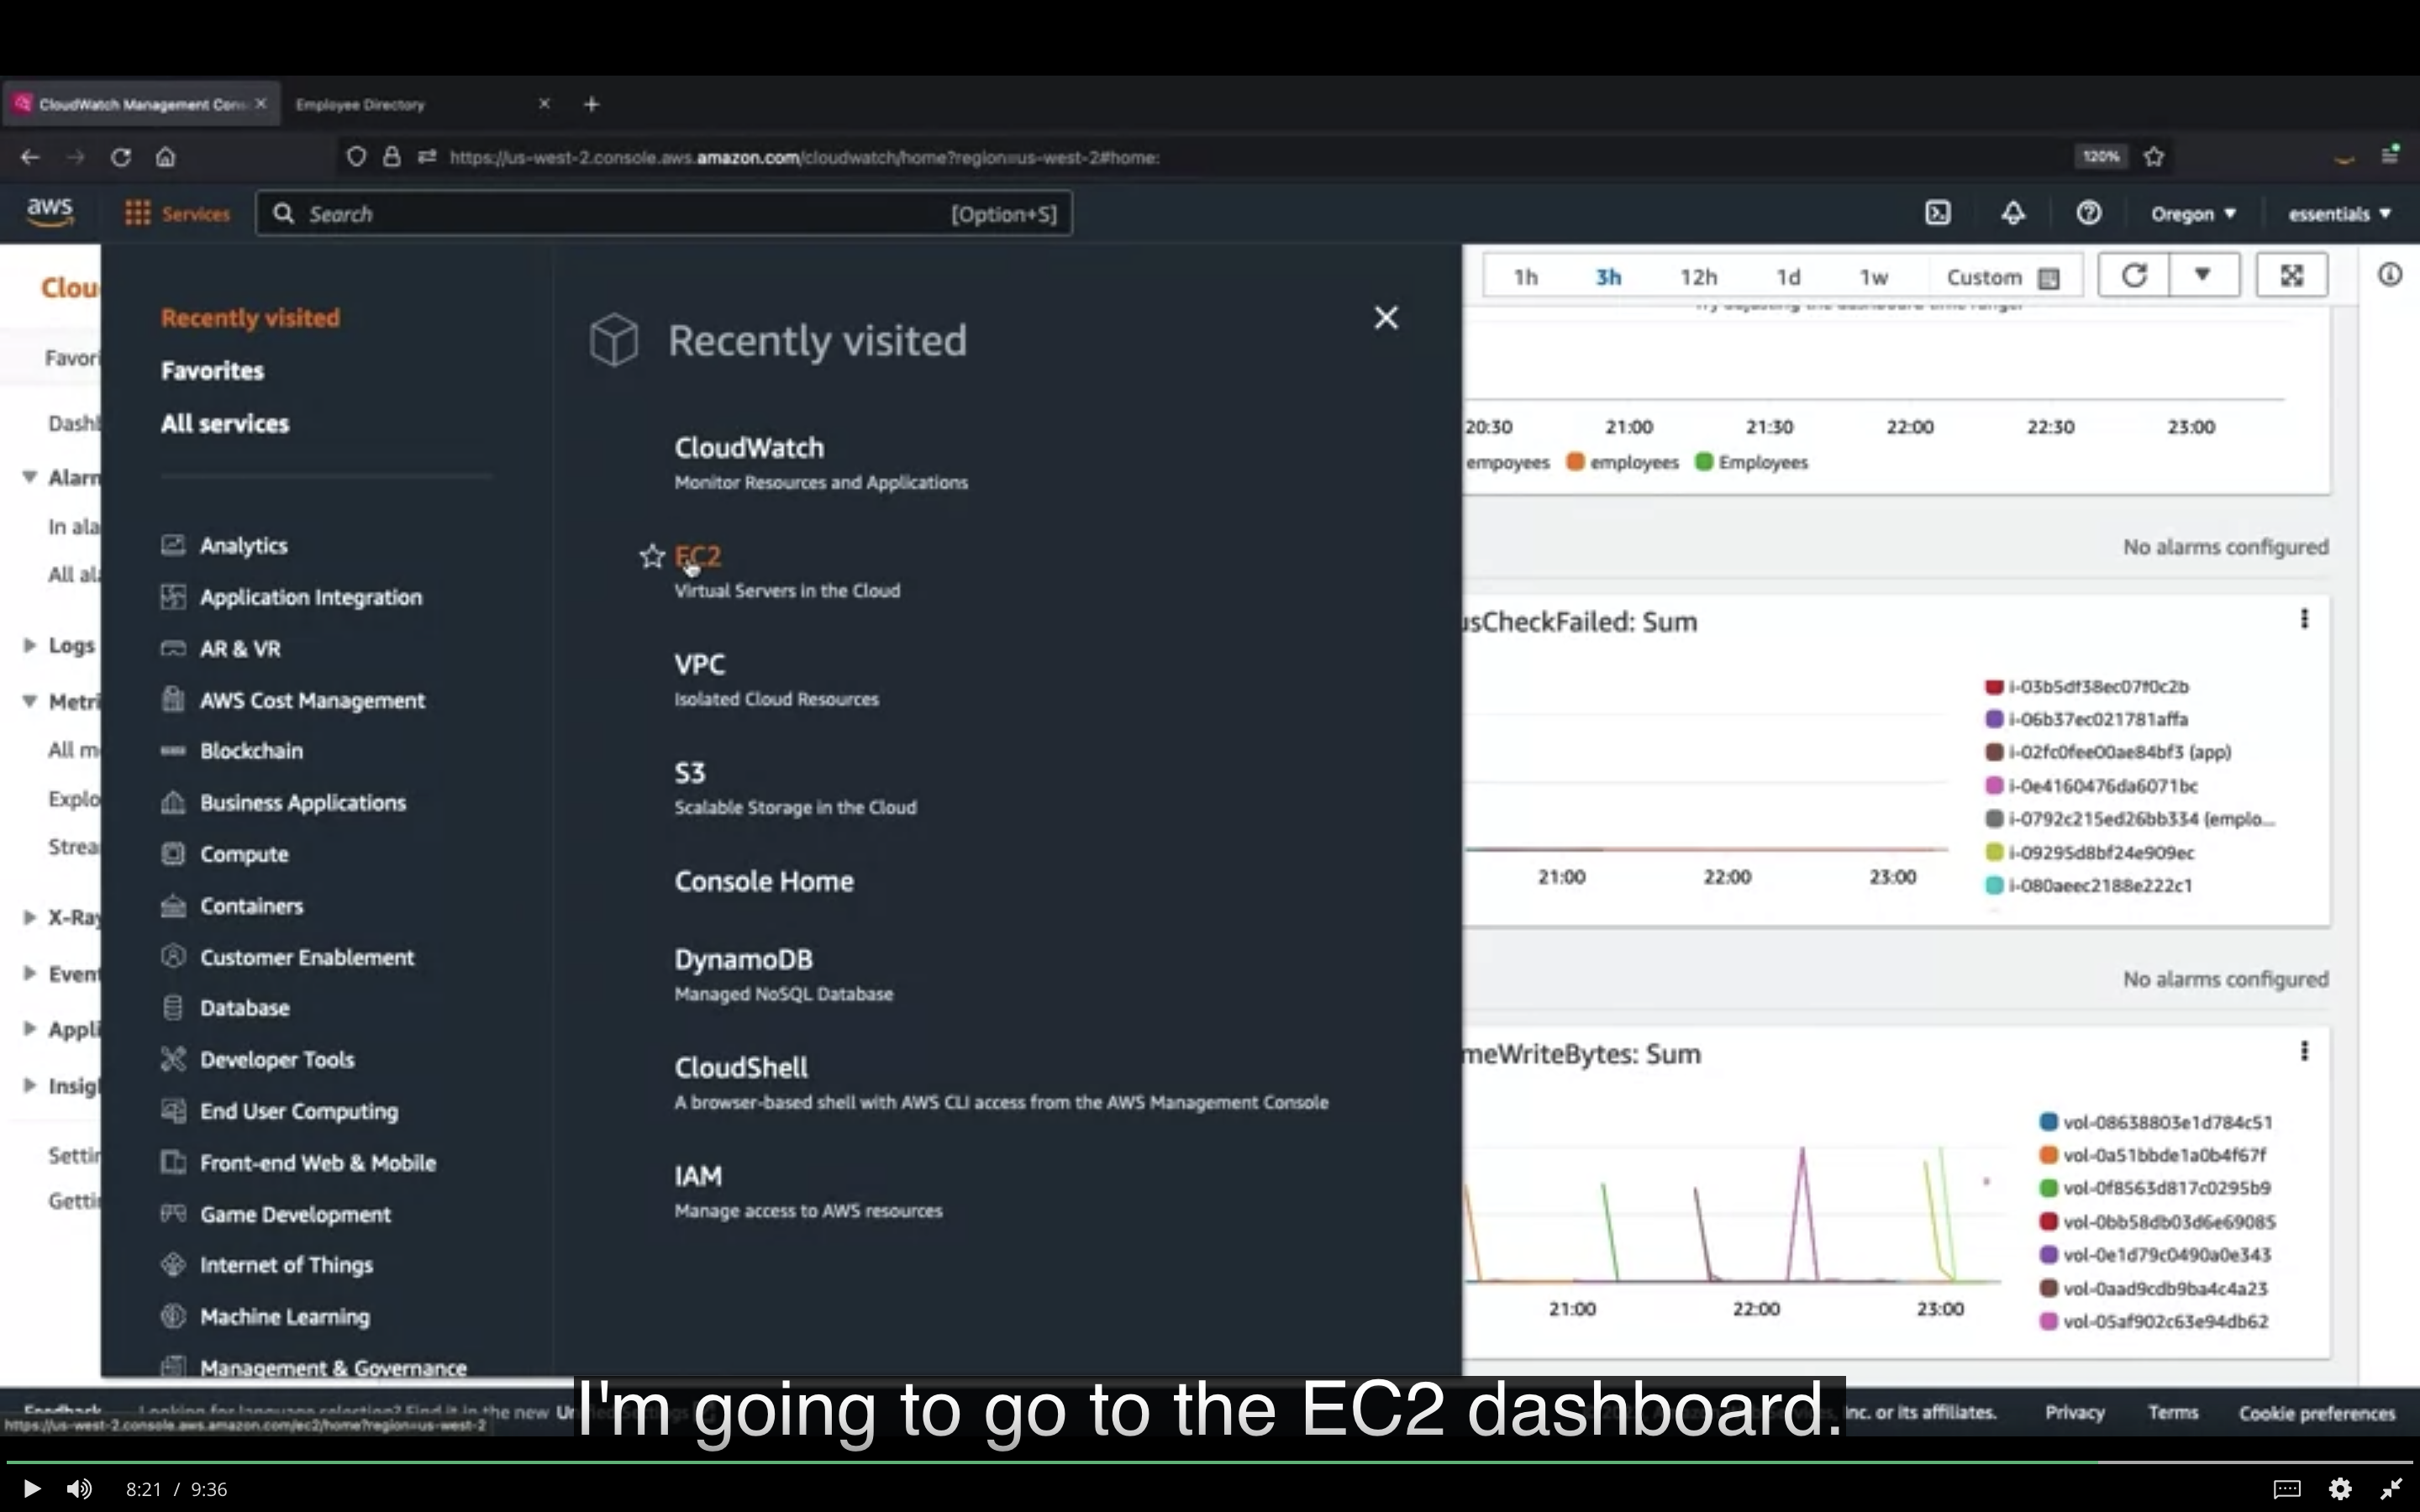 CloudWatch Management Con
Employee Directory
https://us-west-2.console.aws.amazon.com/cloudwatch/home?region=us-west-2#home:
120%
aws
Services
Search
[Option+S]
Oregon
essentials
Clou
Favori
Dashb
Alarm
In ala
All ala
Logs
Metri
All m
Explo
Strea
X-Ray
Event
Appli
Insigl
Settin
Gettin
Recently visited
Favorites
All services
Analytics
Application Integration
AR & VR
AWS Cost Management
Blockchain
Business Applications
Compute
Containers
Customer Enablement
Database
Developer Tools
End User Computing
Front-end Web & Mobile
Game Development
Internet of Things
Machine Learning
Management & Governance
Recently visited
CloudWatch
Monitor Resources and Applications
EC2
Virtual Servers in the Cloud
VPC
Isolated Cloud Resources
S3
Scalable Storage in the Cloud
Console Home
DynamoDB
Managed NoSQL Database
CloudShell
A browser-based shell with AWS CLI access from the AWS Management Console
IAM
Manage access to AWS resources
1h 3h 12h 1d 1w Custom
Try adjusting the dashboard time range.
20:30 21:00 21:30 22:00 22:30 23:00
empoyees employees Employees
No alarms configured
usCheckFailed: Sum
i-03b5df38ec07f0c2b
i-06b37ec021781affa
i-02fc0fee00ae84bf3 (app)
i-0e4160476da6071bc
i-0792c215ed26bb334 (emplo...
i-09295d8bf24e909ec
i-080aeec2188e222c1
21:00 22:00 23:00
No alarms configured
meWriteBytes: Sum
vol-08638803e1d784c51
vol-0a51bbde1a0b4f67f
vol-0f8563d817c0295b9
vol-0bb58db03d6e69085
vol-0e1d79c0490a0e343
vol-0aad9cdb9ba4c4a23
vol-05af902c63e94db62
21:00 22:00 23:00
Feedback Looking for language selection? Find it in the new Un
Inc. or its affiliates. Privacy Terms Cookie preferences
https://us-west-2.console.aws.amazon.com/ec2/home?region=us-west-2
I'm going to go to the EC2 dashboard.
8:21 / 9:36